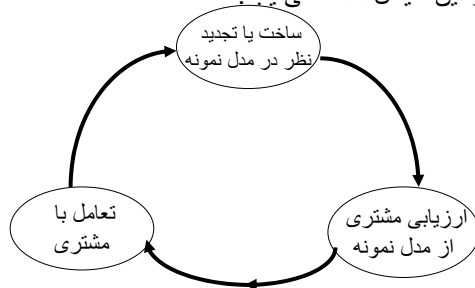 ساخت یا تجدید
نظر در مدل نمونه
ارزیابی مشتری
از مدل نمونه
تعامل با
مشتری